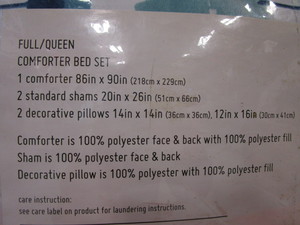 FULL/QUEEN
COMFORTER BED SET
1 comforter 86in x 90in (218cm x 229cm)
2 standard shams 20in x 26in (51cm x 66cm)
2 decorative pillows 14in x 14in (36cm x 36cm), 12in x 16in (30cm x 41cm)
Comforter is 100% polyester face & back with 100% polyester fill
Sham is 100% polyester face & back
Decorative pillow is 100% polyester with 100% polyester fill
care instruction:
see care label on product for laundering instructions.